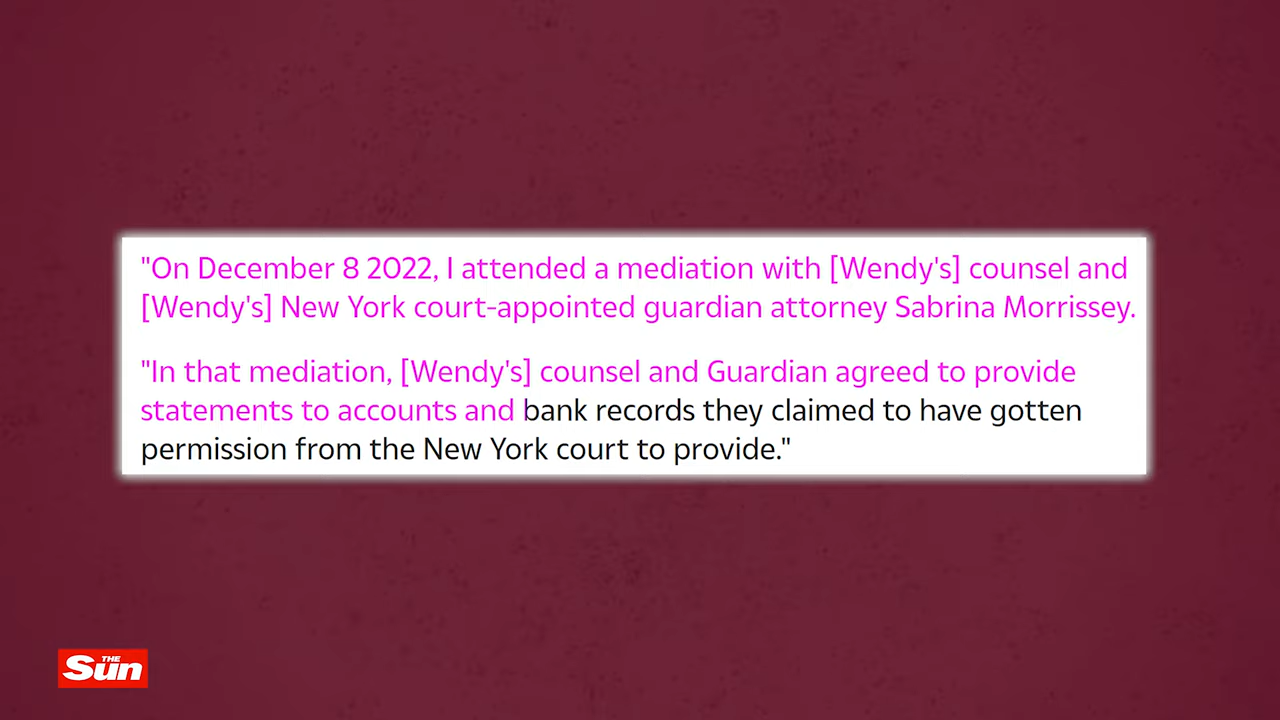 "On December 8 2022, I attended a mediation with [Wendy's] counsel and
[Wendy's] New York court-appointed guardian attorney Sabrina Morrissey.
"In that mediation, [Wendy's] counsel and Guardian agreed to provide
statements to accounts and bank records they claimed to have gotten
permission from the New York court to provide."
THE
Sun